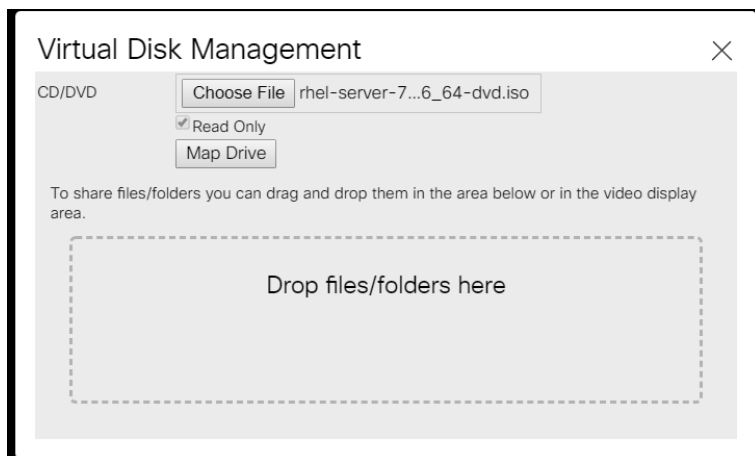 Virtual Disk Management
CD/DVD Choose File rhel-server-7...6_64-dvd.iso
Read Only
Map Drive
To share files/folders you can drag and drop them in the area below or in the video display
area.
Drop files/folders here